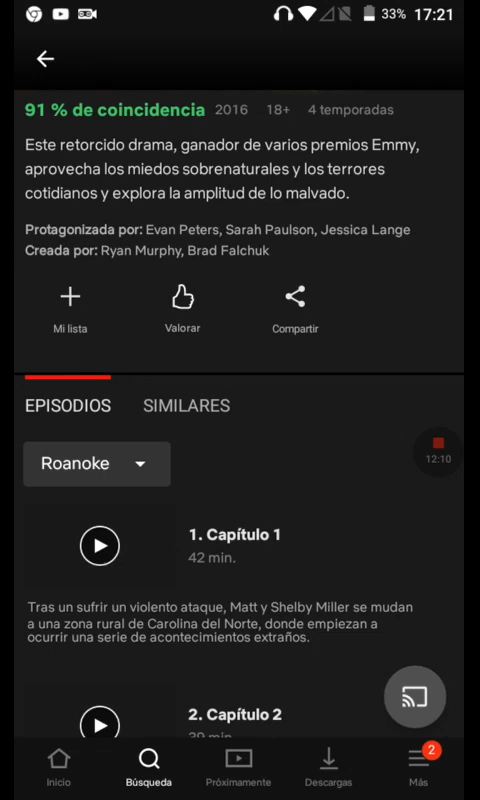 33% 17:21
91 % de coincidencia 2016 18+ 4 temporadas
Este retorcido drama, ganador de varios premios Emmy,
aprovecha los miedos sobrenaturales y los terrores
cotidianos y explora la amplitud de lo malvado.
Protagonizada por: Evan Peters, Sarah Paulson, Jessica Lange
Creada por: Ryan Murphy, Brad Falchuk
Mi lista Valorar Compartir
EPISODIOS SIMILARES
Roanoke
12:10
1. Capítulo 1
42 min.
Tras un sufrir un violento ataque, Matt y Shelby Miller se mudan
a una zona rural de Carolina del Norte, donde empiezan a
ocurrir una serie de acontecimientos extraños.
2. Capítulo 2
39 min.
2
Inicio Búsqueda Próximamente Descargas Más